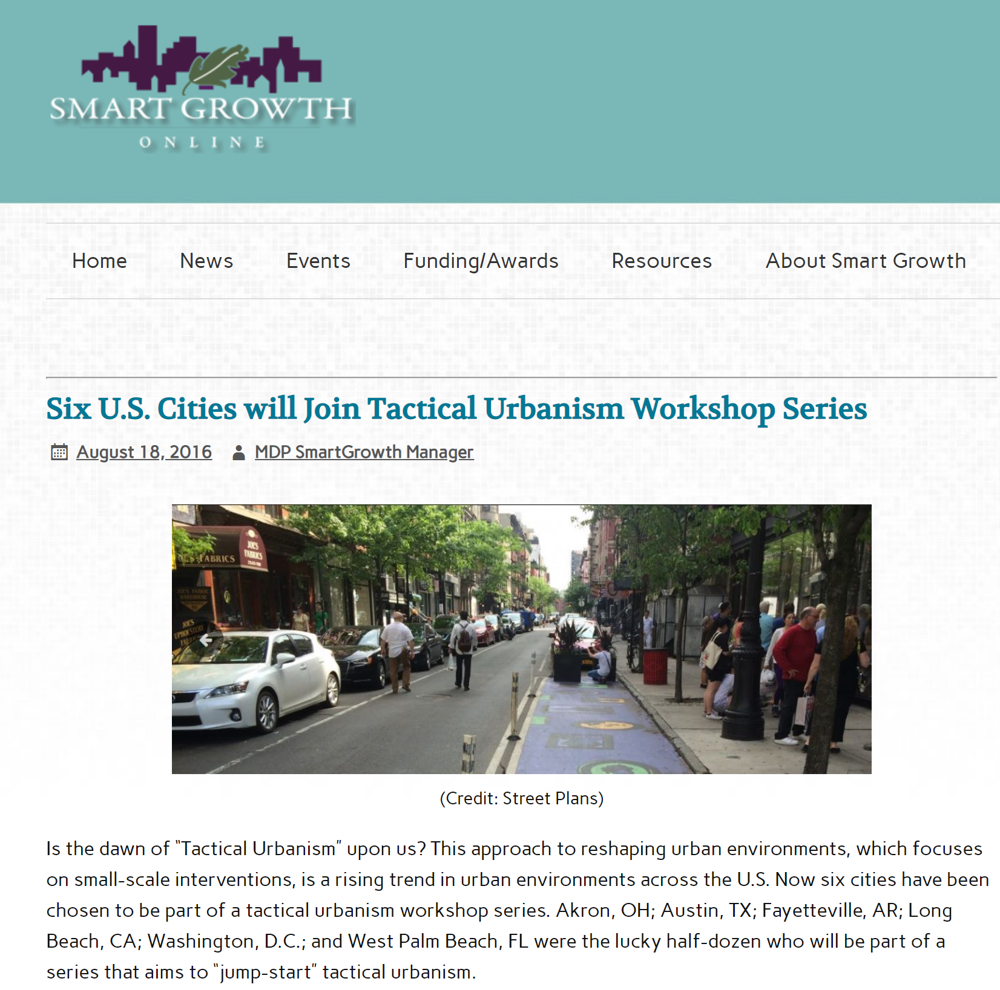 SMART GROWTH
ONLINE
Home News Events Funding/Awards Resources About Smart Growth
Six U.S. Cities will Join Tactical Urbanism Workshop Series
August 18, 2016 MDP SmartGrowth Manager
JOE'S
FABRICS
FABRICS
JOE'S FABRIC
WAREHOUSE
JOE'S
UPHOLSTERY
(Credit: Street Plans)
Is the dawn of “Tactical Urbanism” upon us? This approach to reshaping urban environments, which focuses
on small-scale interventions, is a rising trend in urban environments across the U.S. Now six cities have been
chosen to be part of a tactical urbanism workshop series. Akron, OH; Austin, TX; Fayetteville, AR; Long
Beach, CA; Washington, D.C.; and West Palm Beach, FL were the lucky half-dozen who will be part of a
series that aims to “jump-start” tactical urbanism.